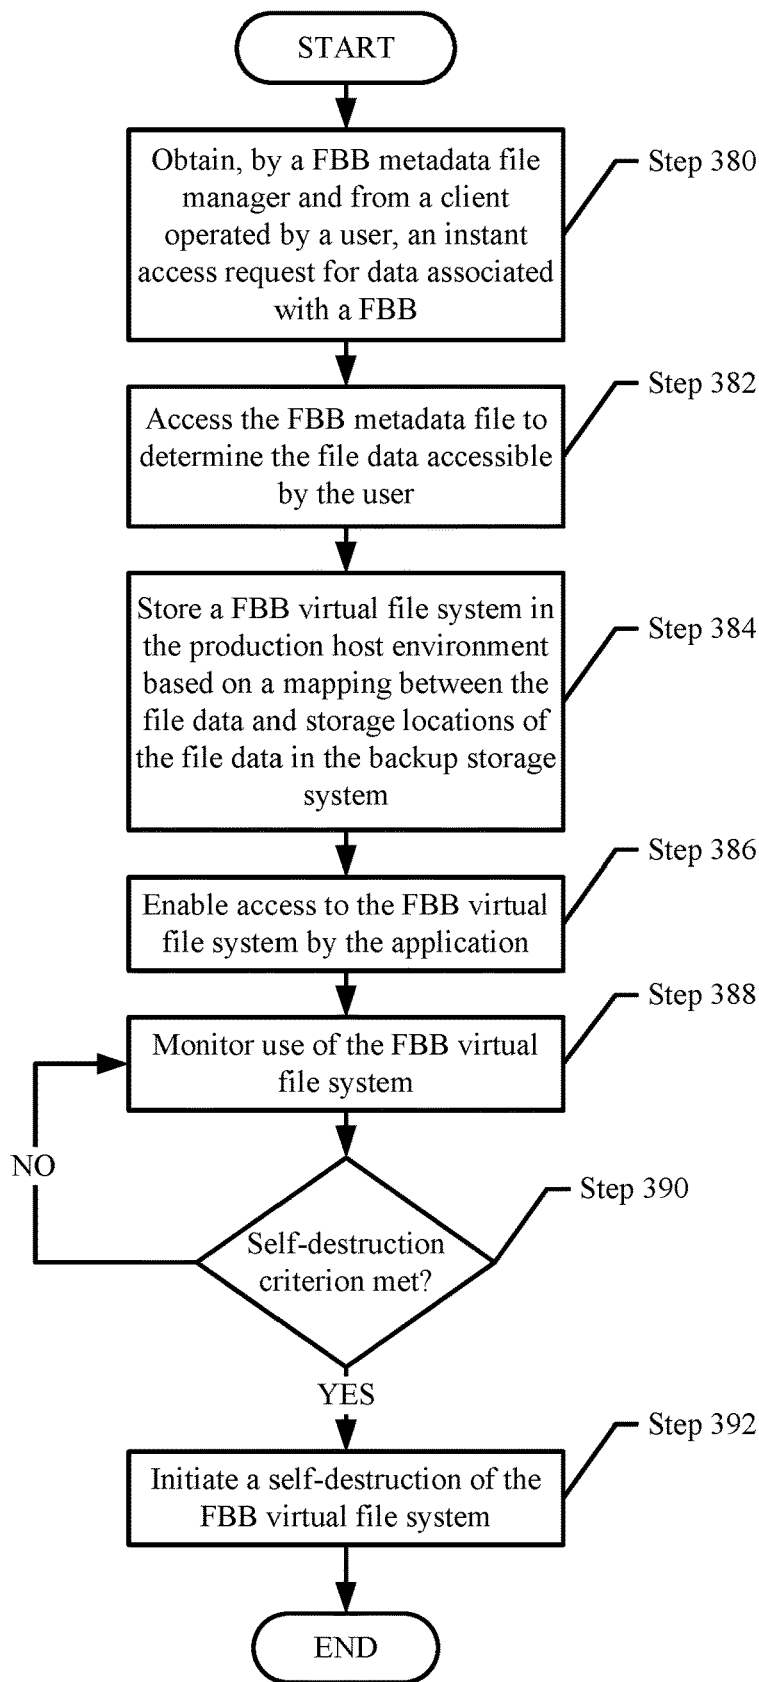 START
Obtain, by a FBB metadata file
manager and from a client
operated by a user, an instant
access request for data associated
with a FBB
Step 380
Access the FBB metadata file to
determine the file data accessible
by the user
Step 382
Store a FBB virtual file system in
the production host environment
based on a mapping between the
file data and storage locations of
the file data in the backup storage
system
Step 384
Enable access to the FBB virtual
file system by the application
Step 386
Monitor use of the FBB virtual
file system
Step 388
NO
Self-destruction
criterion met?
Step 390
YES
Initiate a self-destruction of the
FBB virtual file system
Step 392
END